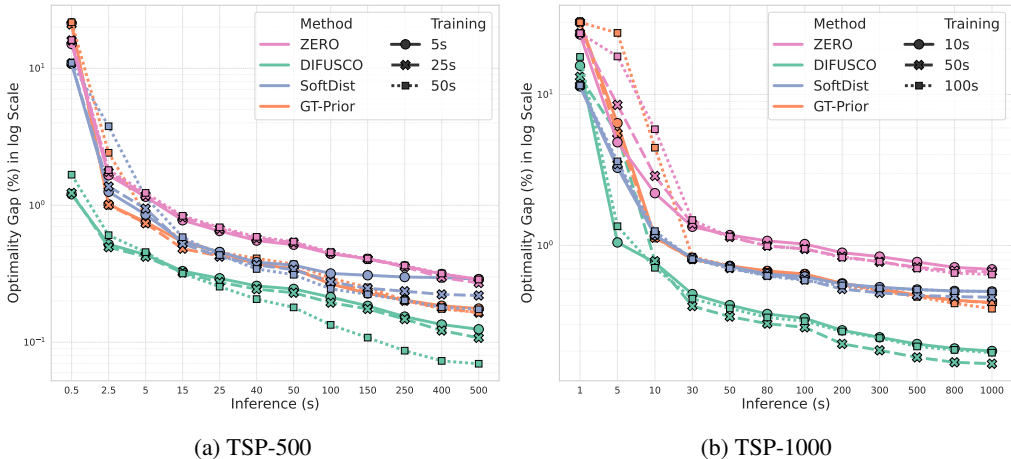 Method Training
ZERO 5s
DIFUSCO 25s
SoftDist 50s
GT-Prior
10¹
10⁰
10⁻¹
Optimality Gap (%) in log Scale
0.5 2.5 5 15 25 40 50 100 150 250 400 500
Inference (s)
(a) TSP-500
Method Training
ZERO 10s
DIFUSCO 50s
SoftDist 100s
GT-Prior
10¹
10⁰
Optimality Gap (%) in log Scale
1 5 10 30 50 80 100 200 300 500 800 1000
Inference (s)
(b) TSP-1000